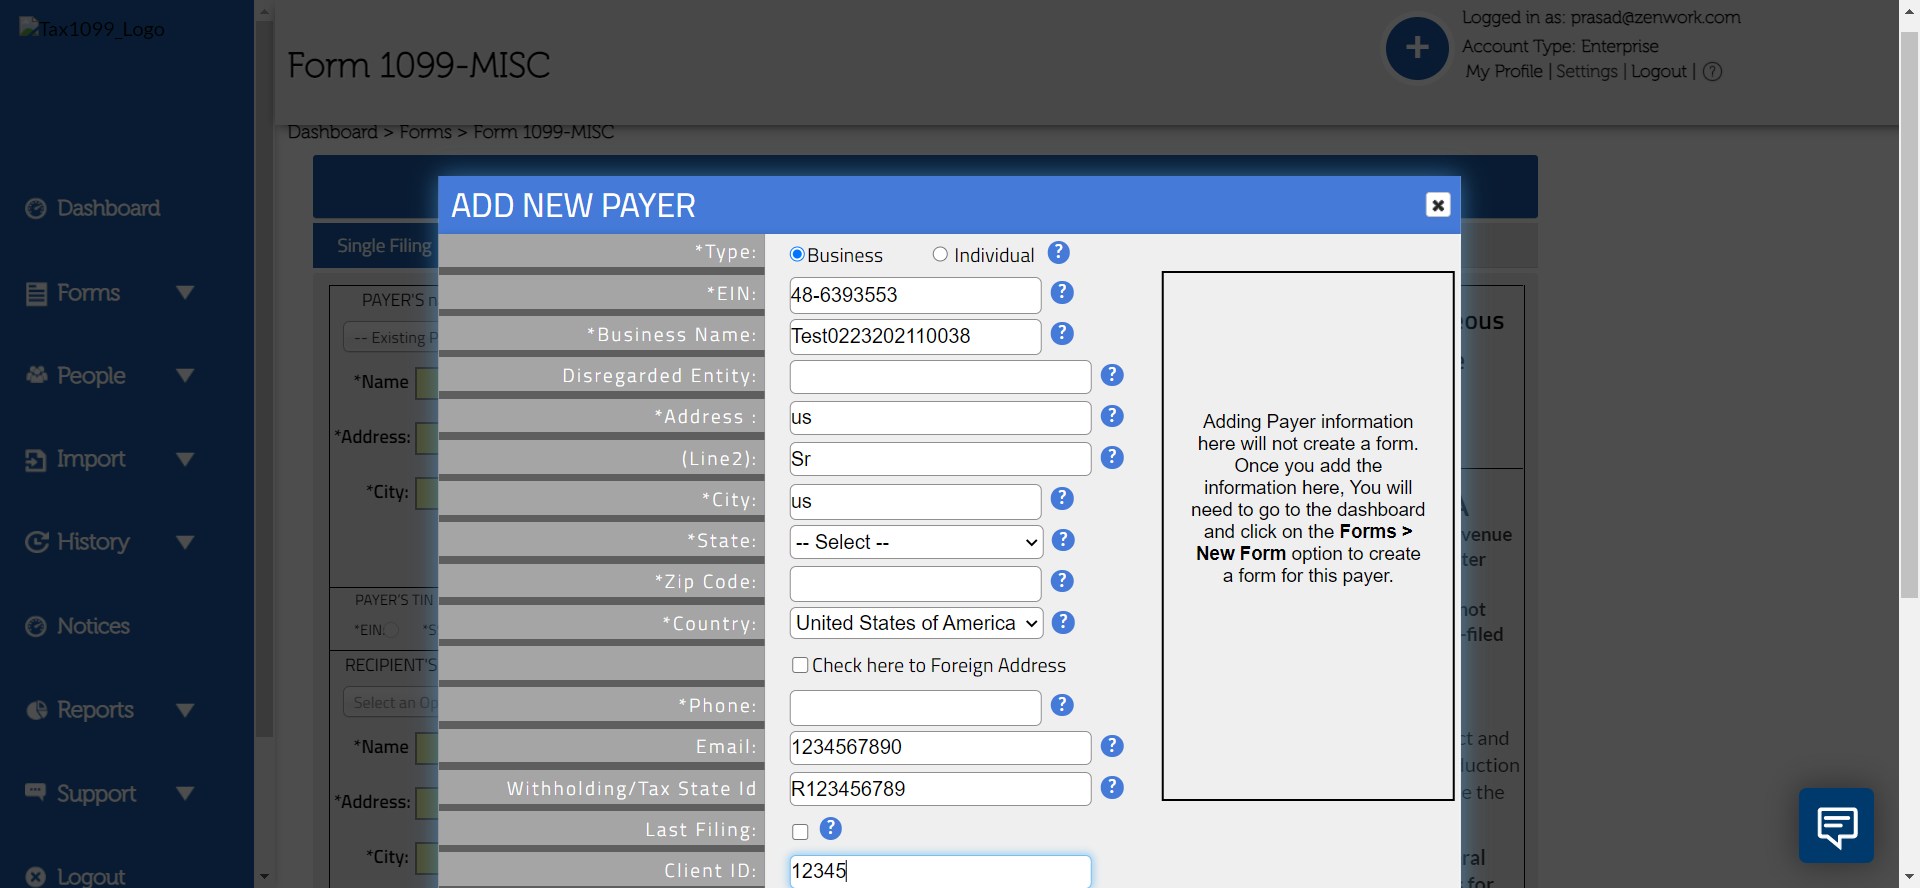 Tax1099_Logo
Form 1099-MISC
Logged in as: prasad@zenwork.com
Account Type: Enterprise
My Profile | Settings | Logout | ?
Dashboard > Forms > Form 1099-MISC
Dashboard
Forms
People
Import
History
Notices
Reports
Support
Logout
Single Filing
PAYER'S n
-- Existing P
*Name
*Address:
*City:
PAYER'S TIN
*EIN: *S
RECIPIENT'S
Select an Op
*Name
*Address:
*City:
ADD NEW PAYER
*Type: Business Individual ?
*EIN: 48-6393553 ?
*Business Name: Test0223202110038 ?
Disregarded Entity: ?
*Address : us ?
(Line2): Sr ?
*City: us ?
*State: -- Select -- ?
*Zip Code: ?
*Country: United States of America ?
Check here to Foreign Address
*Phone: ?
Email: 1234567890 ?
Withholding/Tax State Id R123456789 ?
Last Filing: ?
Client ID: 12345
Adding Payer information
here will not create a form.
Once you add the
information here, You will
need to go to the dashboard
and click on the Forms >
New Form option to create
a form for this payer.
ous
e
A
venue
ter
not
-filed
ct and
luction
e the
ral
for